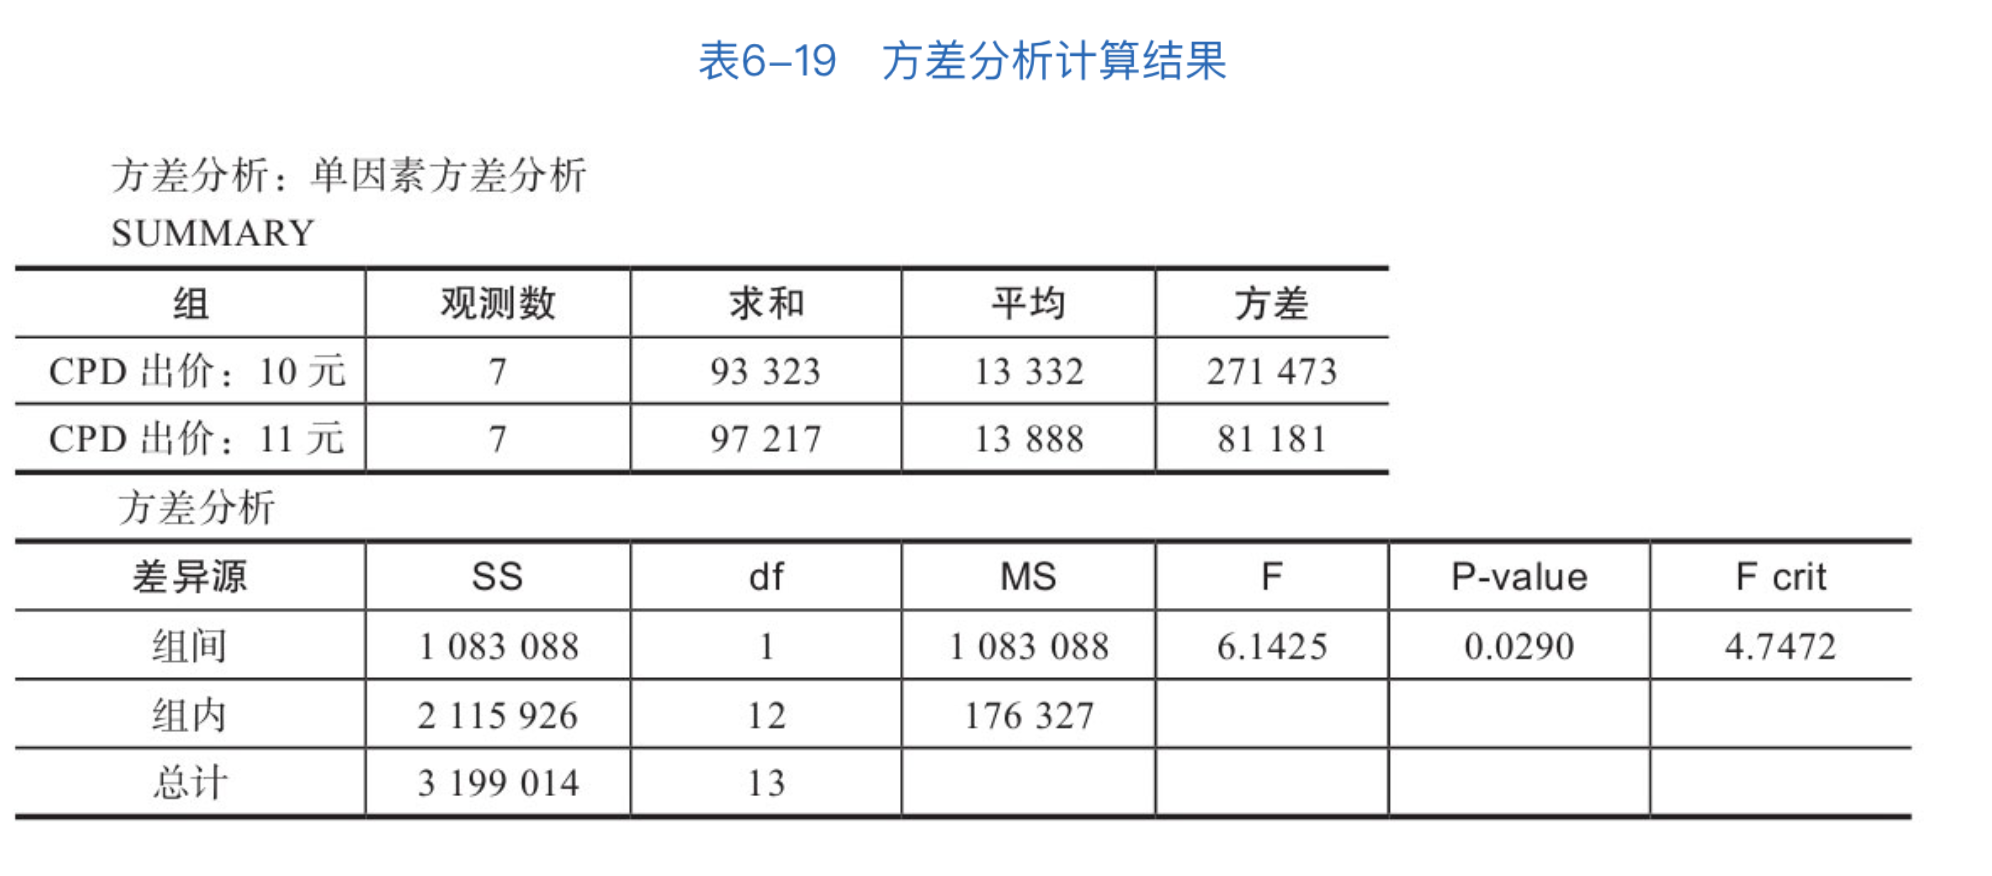 表6–19 方差分析计算结果
方差分析：单因素方差分析
SUMMARY
组 观测数 求和 平均 方差
CPD 出价：10 元 7 93 323 13 332 271 473
CPD 出价：11 元 7 97 217 13 888 81 181
方差分析
差异源 SS df MS F P-value F crit
组间 1 083 088 1 1 083 088 6.1425 0.0290 4.7472
组内 2 115 926 12 176 327
总计 3 199 014 13